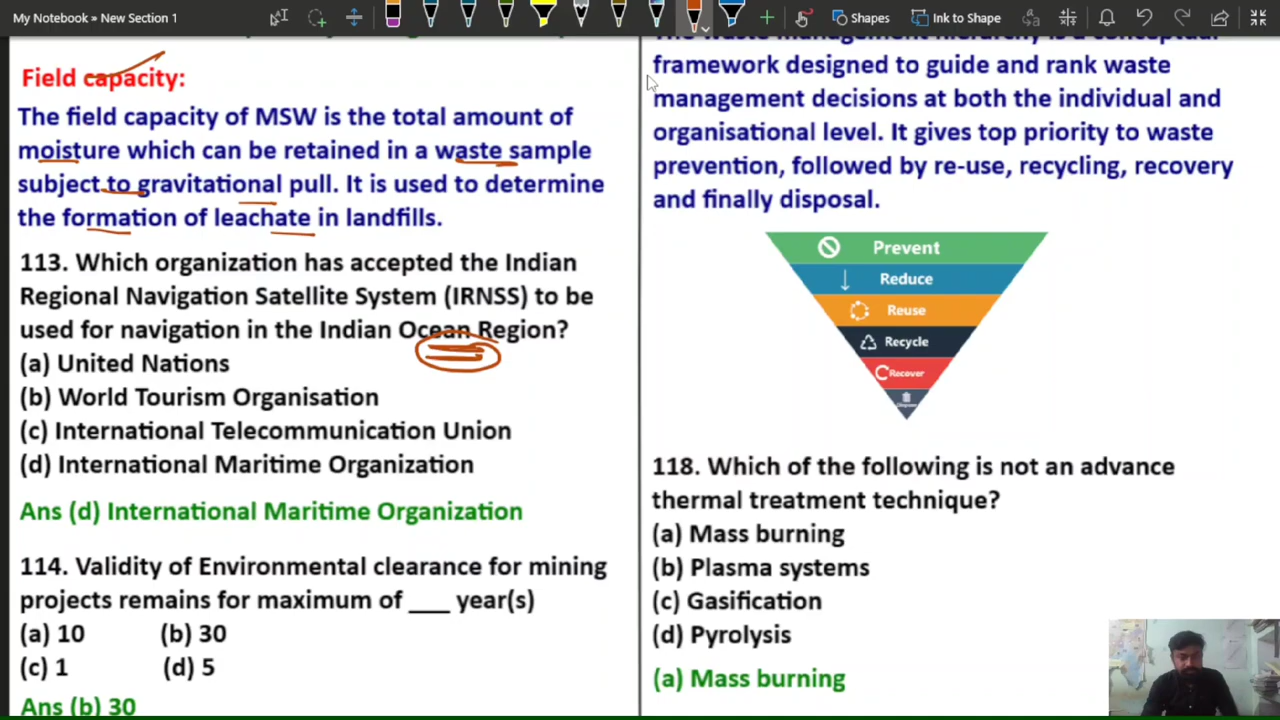 My Notebook » New Section 1
Shapes
Ink to Shape
Field capacity:
The field capacity of MSW is the total amount of
moisture which can be retained in a waste sample
subject to gravitational pull. It is used to determine
the formation of leachate in landfills.
113. Which organization has accepted the Indian
Regional Navigation Satellite System (IRNSS) to be
used for navigation in the Indian Ocean Region?
(a) United Nations
(b) World Tourism Organisation
(c) International Telecommunication Union
(d) International Maritime Organization
Ans (d) International Maritime Organization
114. Validity of Environmental clearance for mining
projects remains for maximum of ___ year(s)
(a) 10 (b) 30
(c) 1 (d) 5
Ans (b) 30
The waste management hierarchy is a conceptual
framework designed to guide and rank waste
management decisions at both the individual and
organisational level. It gives top priority to waste
prevention, followed by re-use, recycling, recovery
and finally disposal.
Prevent
Reduce
Reuse
Recycle
Recover
118. Which of the following is not an advance
thermal treatment technique?
(a) Mass burning
(b) Plasma systems
(c) Gasification
(d) Pyrolysis
(a) Mass burning